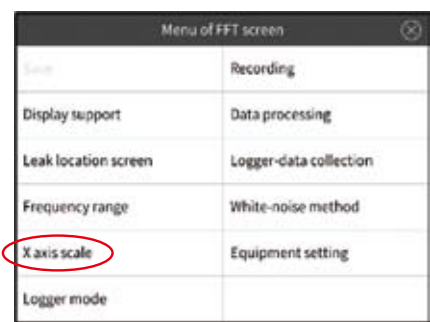 Menu of FFT screen
Save
Recording
Display support
Data processing
Leak location screen
Logger-data collection
Frequency range
White-noise method
X axis scale
Equipment setting
Logger mode